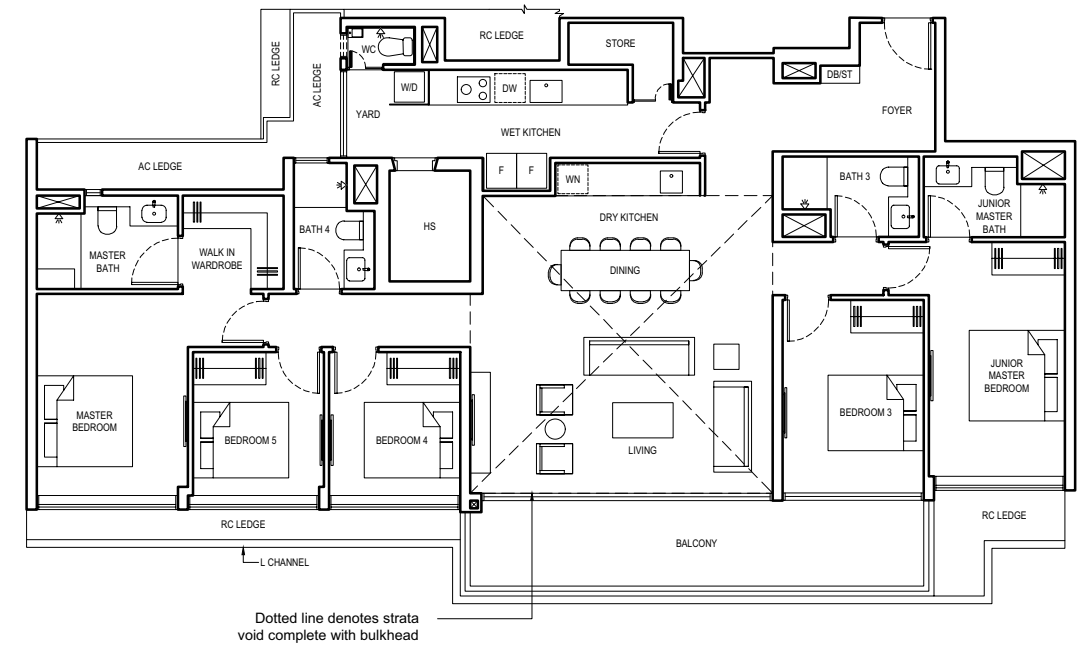 RC LEDGE
STORE
WC
RC LEDGE
AC LEDGE
W/D
DW
DB/ST
YARD
FOYER
WET KITCHEN
AC LEDGE
F
F
WN
BATH 3
JUNIOR
MASTER
BATH
DRY KITCHEN
HS
BATH 4
MASTER
BATH
WALK IN
WARDROBE
DINING
JUNIOR
MASTER
BEDROOM
MASTER
BEDROOM
BEDROOM 5
BEDROOM 4
BEDROOM 3
LIVING
RC LEDGE
RC LEDGE
BALCONY
L CHANNEL
Dotted line denotes strata
void complete with bulkhead